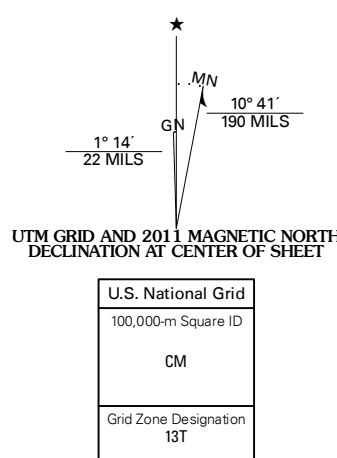 ★
MN
GN
10° 41´
190 MILS
1° 14´
22 MILS
UTM GRID AND 2011 MAGNETIC NORTH
DECLINATION AT CENTER OF SHEET
U.S. National Grid
100,000-m Square ID
CM
Grid Zone Designation
13T